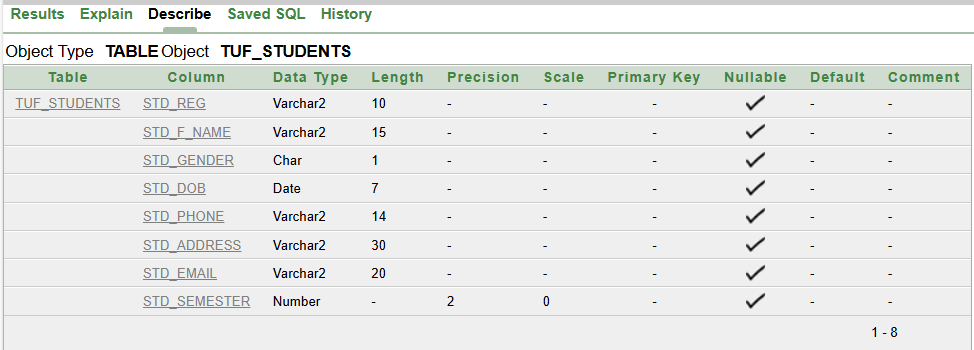 Results Explain Describe Saved SQL History
Object Type TABLE Object TUF_STUDENTS
Table Column Data Type Length Precision Scale Primary Key Nullable Default Comment
TUF_STUDENTS STD_REG Varchar2 10 - - - ✓ - -
STD_F_NAME Varchar2 15 - - - ✓ - -
STD_GENDER Char 1 - - - ✓ - -
STD_DOB Date 7 - - - ✓ - -
STD_PHONE Varchar2 14 - - - ✓ - -
STD_ADDRESS Varchar2 30 - - - ✓ - -
STD_EMAIL Varchar2 20 - - - ✓ - -
STD_SEMESTER Number - 2 0 - ✓ - -
1 - 8